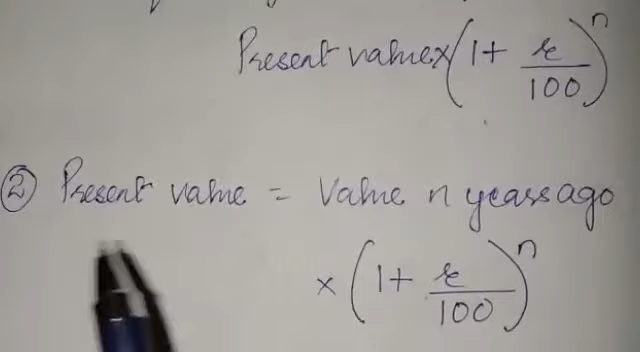 Present value × (1 + r/100)^n
② Present value = Value n years ago
× (1 + r/100)^n